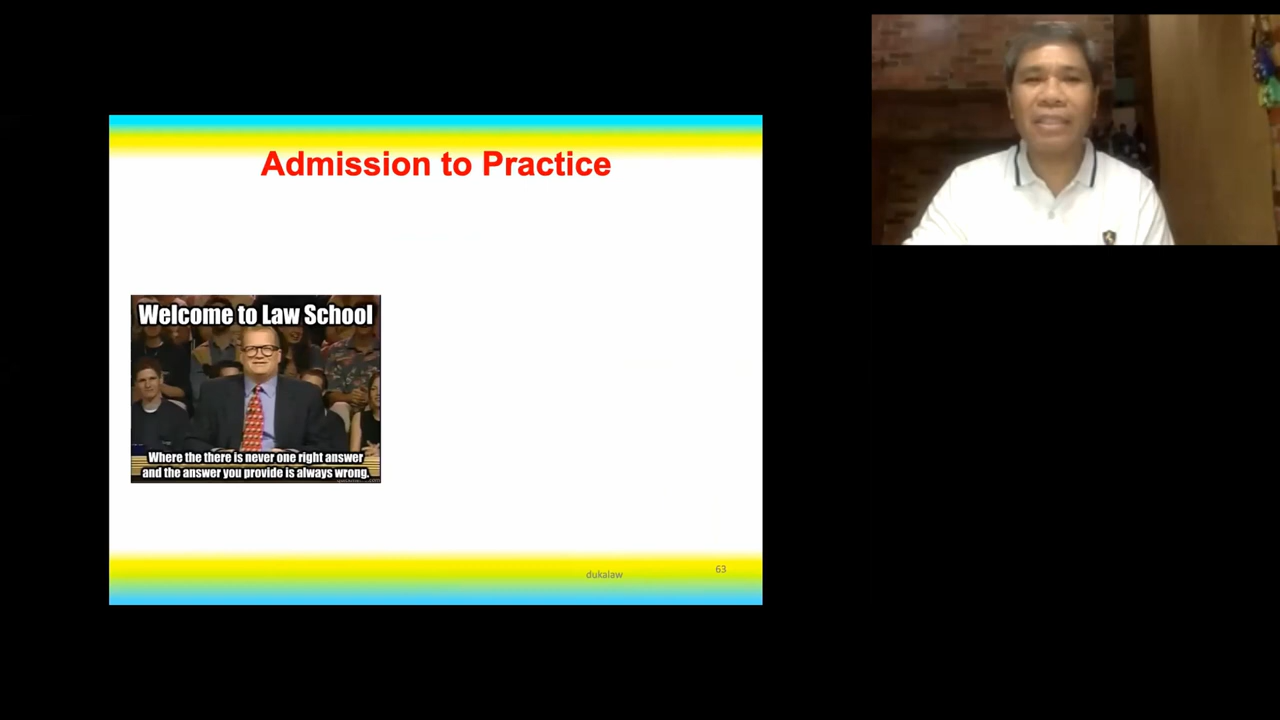 Admission to Practice
Welcome to Law School
Where the there is never one right answer
and the answer you provide is always wrong.
dukalaw
63